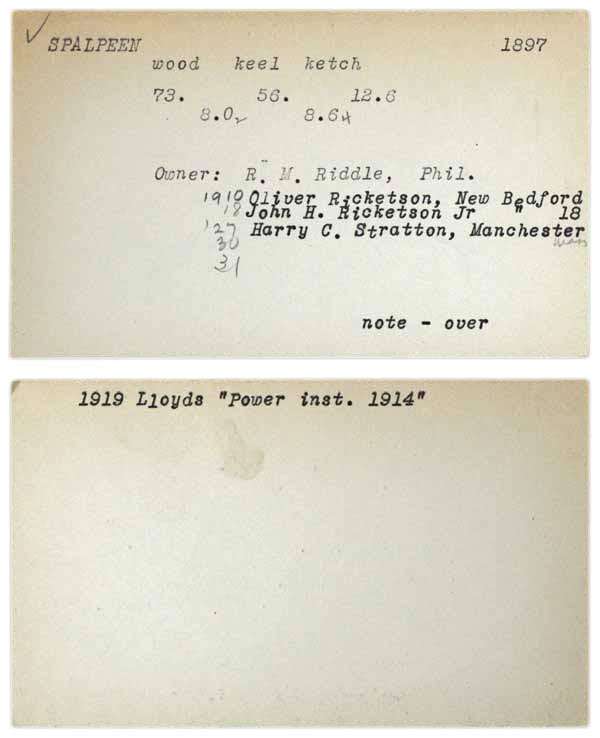 SPALPEEN 1897
wood keel ketch
73. 56. 12.6
8.0 8.6
Owner: R. M. Riddle, Phil.
1910 Oliver Ricketson, New Bedford
18 John H. Ricketson Jr " 18
'27 Harry C. Stratton, Manchester
30 Mass
31
note - over
1919 Lloyds "Power inst. 1914"